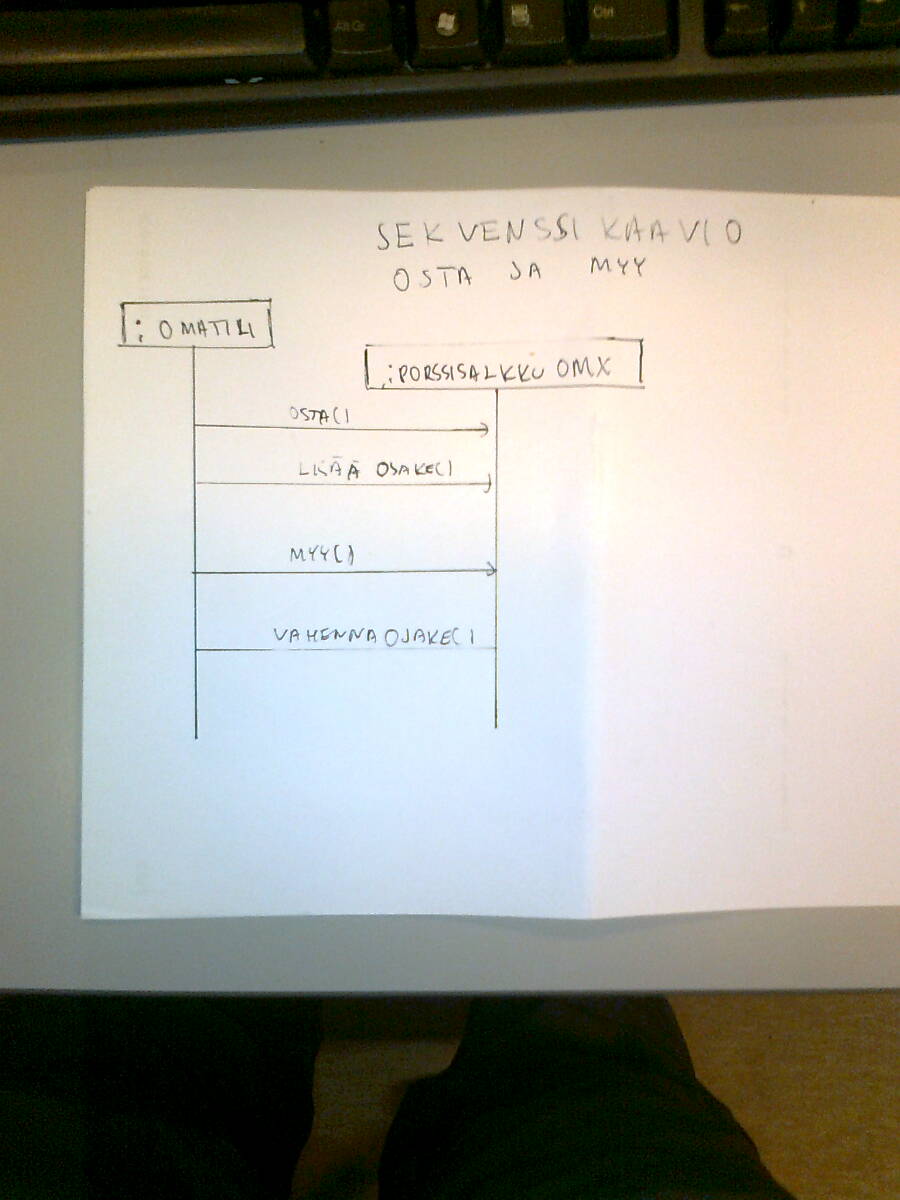 Alt Gr
Ctrl
SEKVENSSI KAAVIO
OSTA JA MYY
: OMATILI
:PORSSISALKKU OMX
OSTA()
LISÄÄ OSAKE()
MYY()
VAHENNA OSAKE()